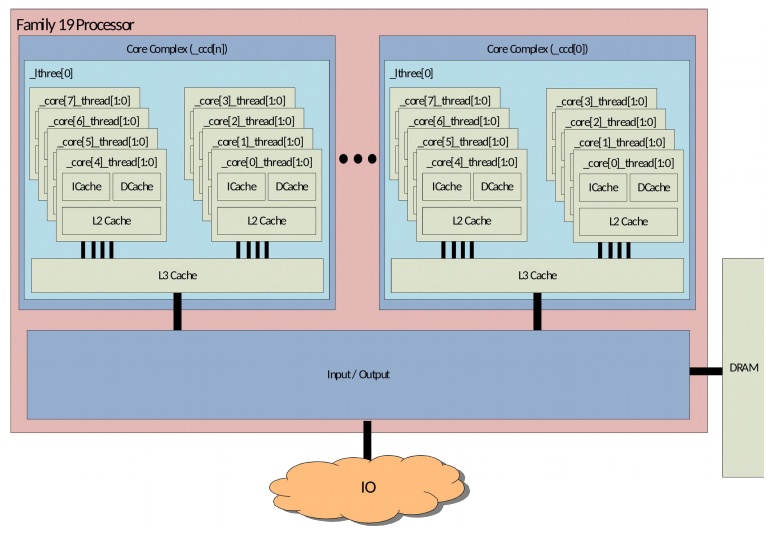 Family 19 Processor
Core Complex (_ccd[n])
_lthree[0]
_core[7]_thread[1:0]
_core[6]_thread[1:0]
_core[5]_thread[1:0]
_core[4]_thread[1:0]
ICache
DCache
L2 Cache
_core[3]_thread[1:0]
_core[2]_thread[1:0]
_core[1]_thread[1:0]
_core[0]_thread[1:0]
ICache
DCache
L2 Cache
L3 Cache
Core Complex (_ccd[0])
_lthree[0]
_core[7]_thread[1:0]
_core[6]_thread[1:0]
_core[5]_thread[1:0]
_core[4]_thread[1:0]
ICache
DCache
L2 Cache
_core[3]_thread[1:0]
_core[2]_thread[1:0]
_core[1]_thread[1:0]
_core[0]_thread[1:0]
ICache
DCache
L2 Cache
L3 Cache
Input / Output
DRAM
IO